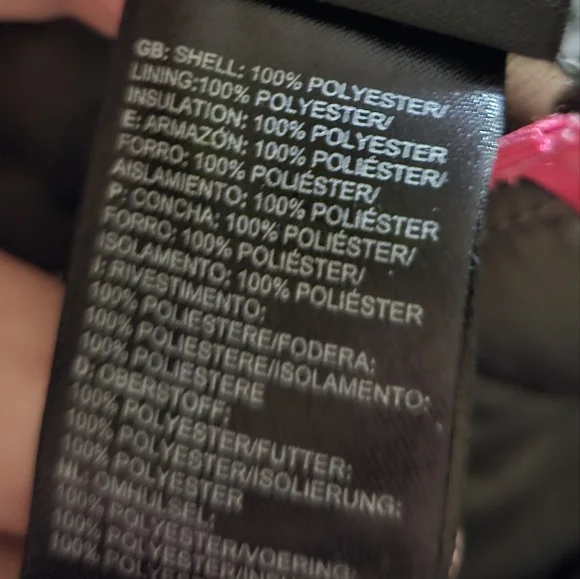 GB: SHELL: 100% POLYESTER/
LINING:100% POLYESTER/
INSULATION: 100% POLYESTER
E: ARMAZÓN: 100% POLIÉSTER/
FORRO: 100% POLIÉSTER/
AISLAMIENTO: 100% POLIÉSTER
P: CONCHA: 100% POLIÉSTER/
FORRO: 100% POLIÉSTER/
ISOLAMENTO: 100% POLIÉSTER
I: RIVESTIMENTO:
100% POLIESTERE/FODERA:
100% POLIESTERE/ISOLAMENTO:
100% POLIESTERE
D: OBERSTOFF:
100% POLYESTER/FUTTER:
100% POLYESTER/ISOLIERUNG:
100% POLYESTER
NL: OMHULSEL:
100% POLYESTER/VOERING:
100% POLYESTER/